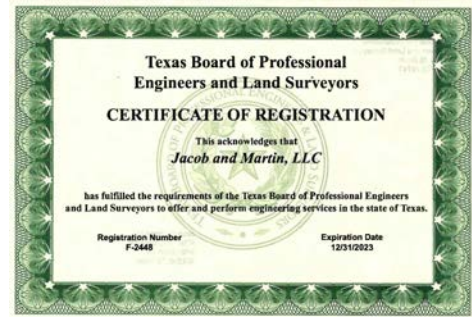 Texas Board of Professional
Engineers and Land Surveyors
CERTIFICATE OF REGISTRATION
This acknowledges that
Jacob and Martin, LLC
has fulfilled the requirements of the Texas Board of Professional Engineers
and Land Surveyors to offer and perform engineering services in the state of Texas.
Registration Number
F-2448
Expiration Date
12/31/2023